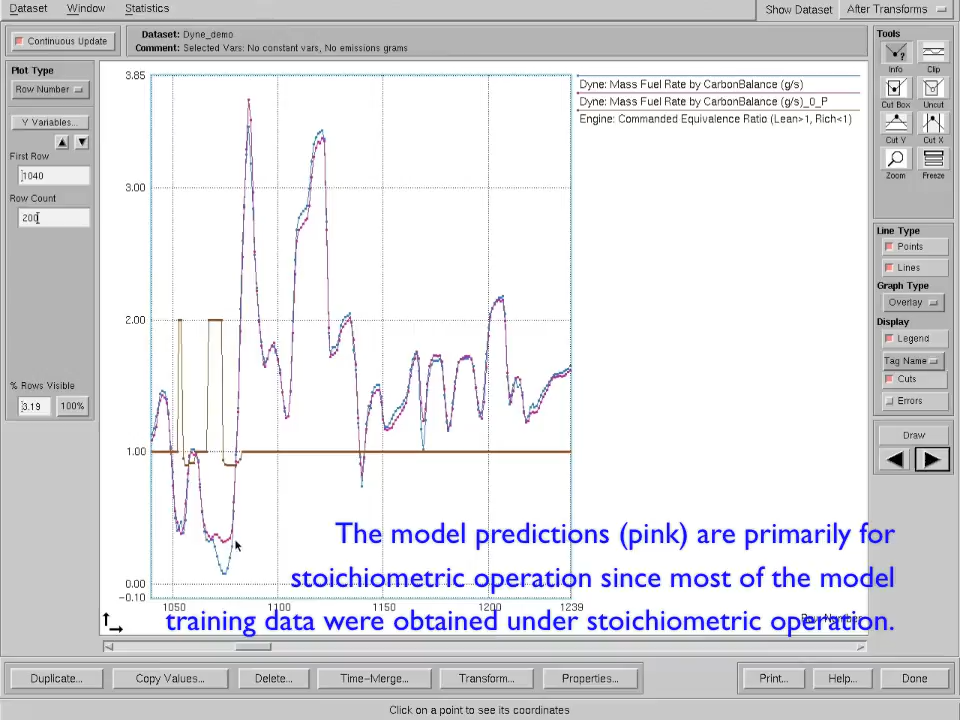 Dataset Window Statistics Show Dataset After Transforms
Continuous Update
Dataset: Dyne_demo
Comment: Selected Vars: No constant vars, No emissions grams
Plot Type
Row Number
Y Variables...
First Row
1040
Row Count
200
% Rows Visible
3.19 100%
3.85
3.00
2.00
1.00
0.00
-0.10
1050 1100 1150 1200 1239
Dyne: Mass Fuel Rate by CarbonBalance (g/s)
Dyne: Mass Fuel Rate by CarbonBalance (g/s)_0_P
Engine: Commanded Equivalence Ratio (Lean>1, Rich<1)
The model predictions (pink) are primarily for
stoichiometric operation since most of the model
training data were obtained under stoichiometric operation.
Row Number
Tools
Info Clip
Cut Box Uncut
Cut Y Cut X
Zoom Freeze
Line Type
Points
Lines
Graph Type
Overlay
Display
Legend
Tag Name
Cuts
Errors
Draw
Duplicate... Copy Values... Delete... Time-Merge... Transform... Properties... Print... Help... Done
Click on a point to see its coordinates